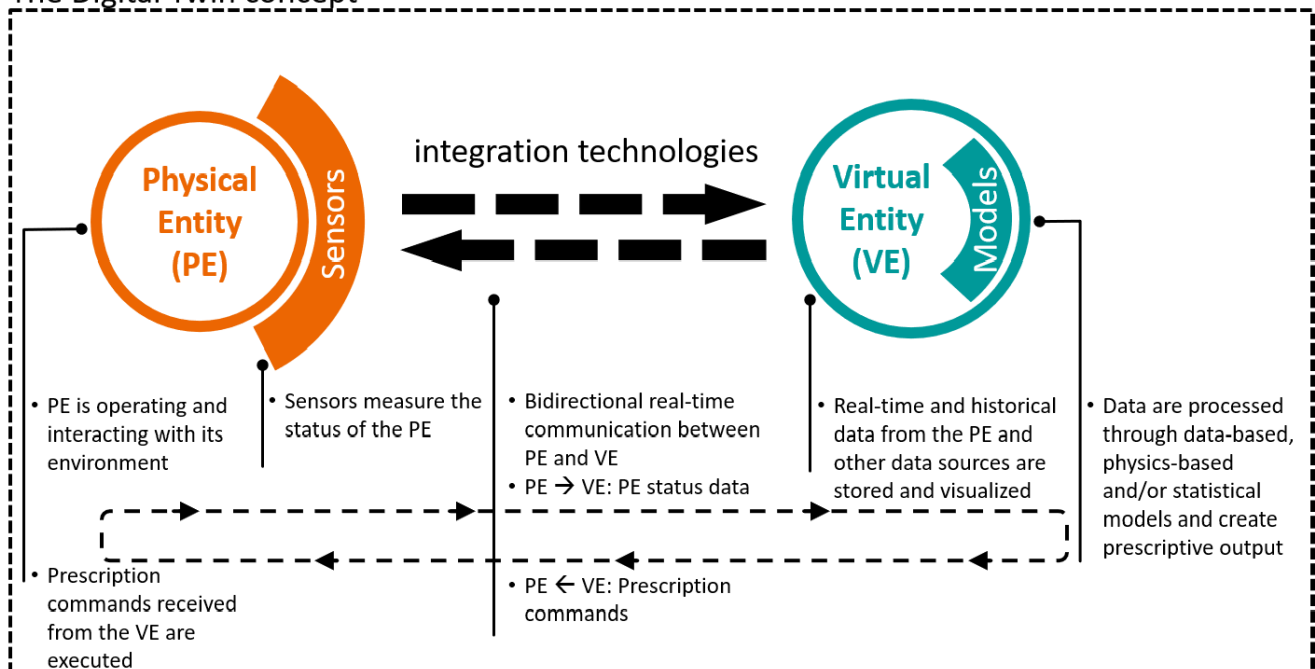 The Digital Twin concept
integration technologies
Physical
Entity
(PE)
Sensors
Virtual
Entity
(VE)
Models
• PE is operating and
interacting with its
environment
• Sensors measure the
status of the PE
• Bidirectional real-time
communication between
PE and VE
• PE → VE: PE status data
• Real-time and historical
data from the PE and
other data sources are
stored and visualized
• Data are processed
through data-based,
physics-based
and/or statistical
models and create
prescriptive output
• Prescription
commands received
from the VE are
executed
• PE ← VE: Prescription
commands